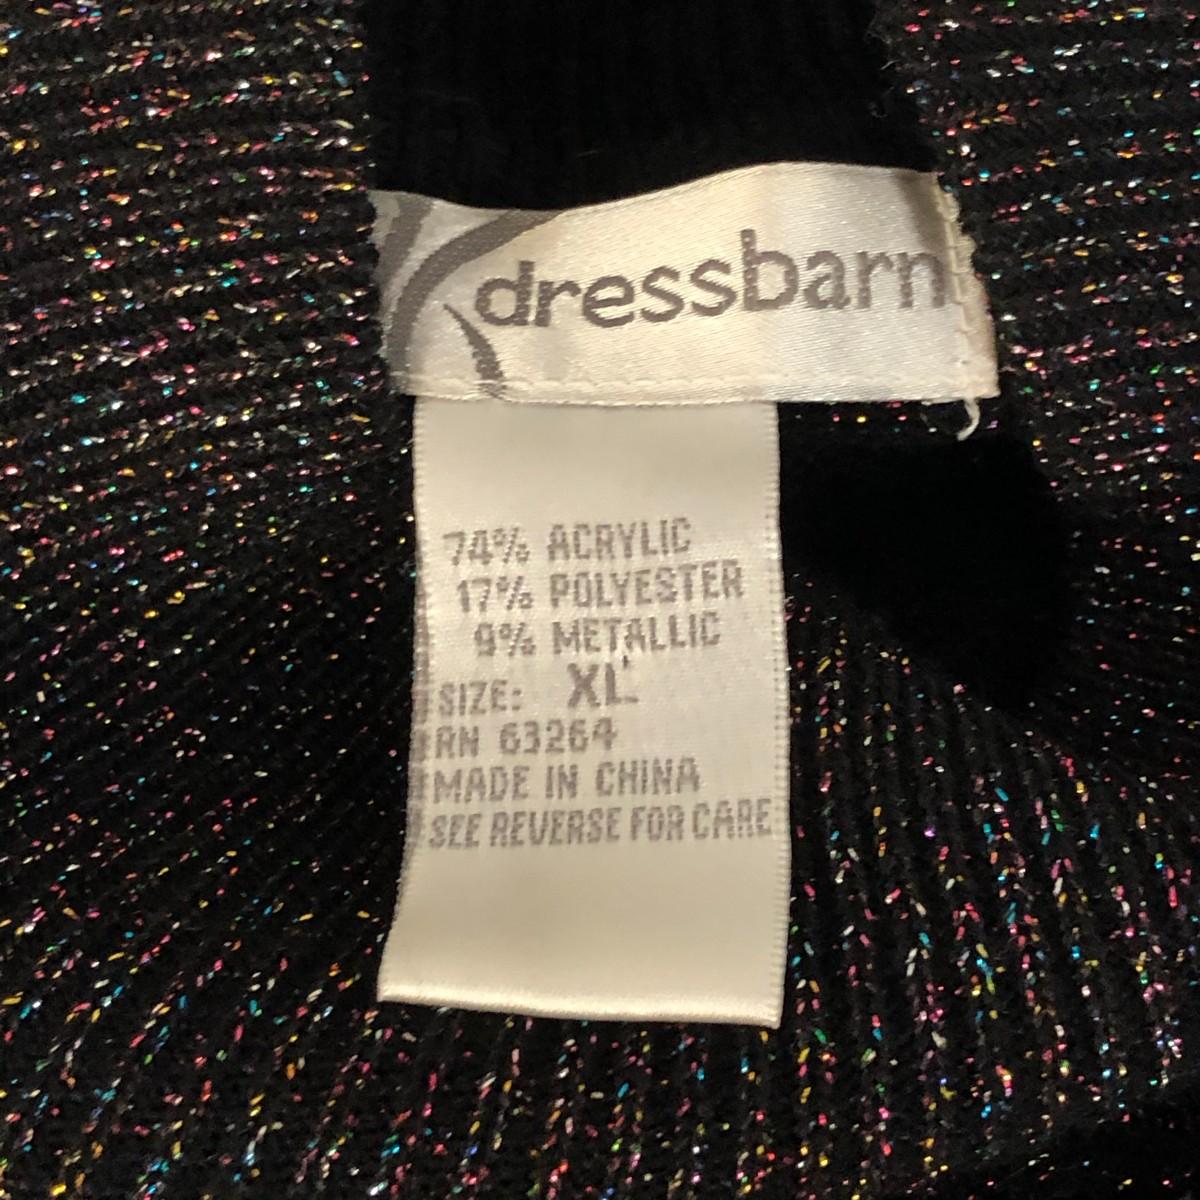 dressbarn
74% ACRYLIC
17% POLYESTER
9% METALLIC
SIZE: XL
RN 63264
MADE IN CHINA
SEE REVERSE FOR CARE